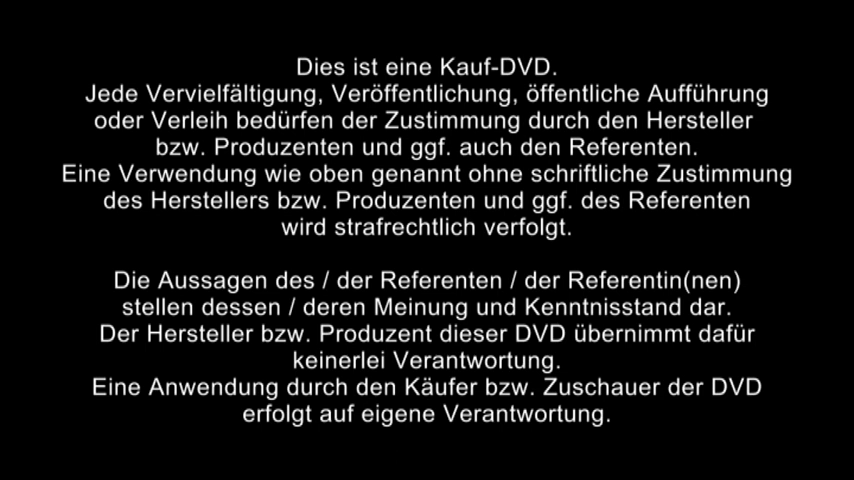 Dies ist eine Kauf-DVD.
Jede Vervielfältigung, Veröffentlichung, öffentliche Aufführung
oder Verleih bedürfen der Zustimmung durch den Hersteller
bzw. Produzenten und ggf. auch den Referenten.
Eine Verwendung wie oben genannt ohne schriftliche Zustimmung
des Herstellers bzw. Produzenten und ggf. des Referenten
wird strafrechtlich verfolgt.
Die Aussagen des / der Referenten / der Referentin(nen)
stellen dessen / deren Meinung und Kenntnisstand dar.
Der Hersteller bzw. Produzent dieser DVD übernimmt dafür
keinerlei Verantwortung.
Eine Anwendung durch den Käufer bzw. Zuschauer der DVD
erfolgt auf eigene Verantwortung.